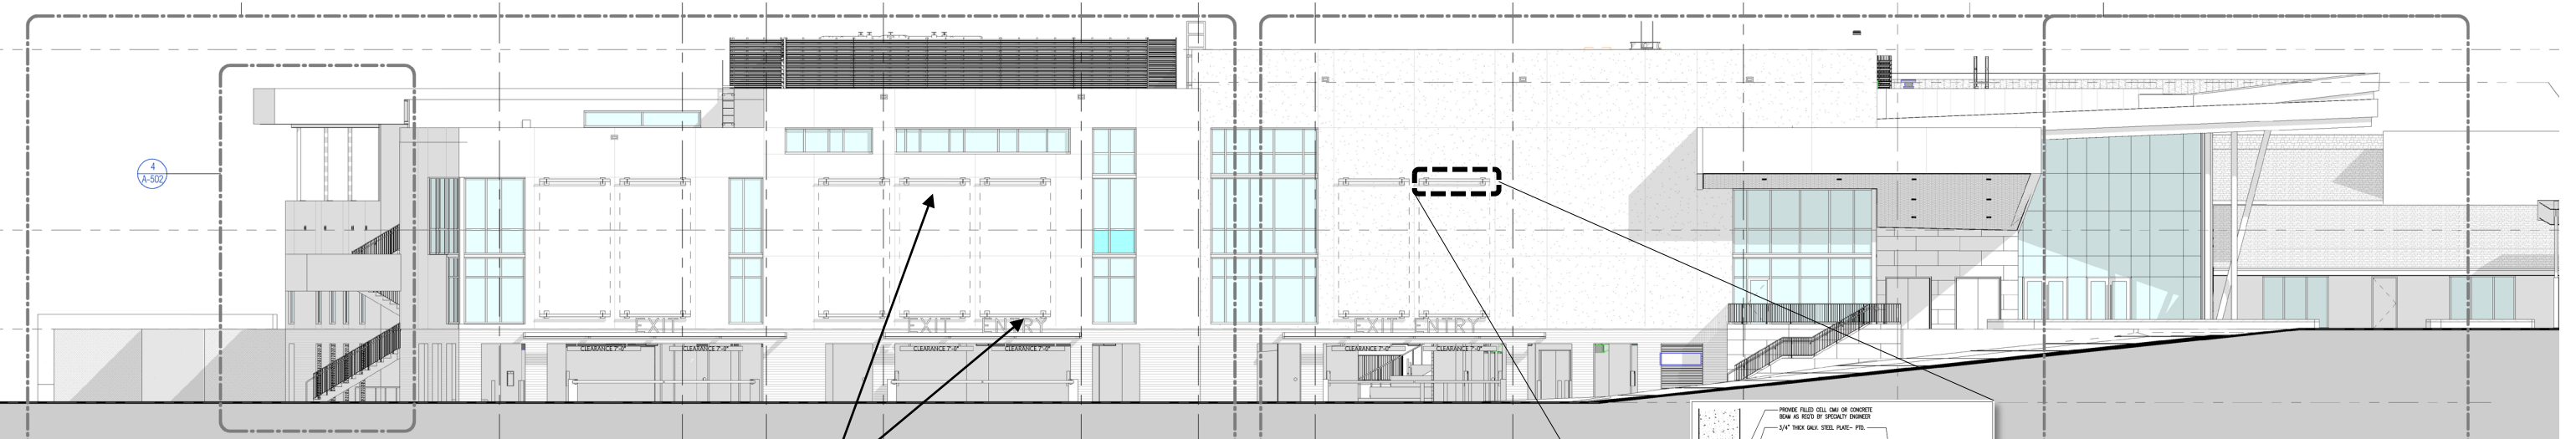 4
A-502
EXIT
EXIT ENTRY
EXIT ENTRY
CLEARANCE 7'-0"
CLEARANCE 7'-0"
CLEARANCE 7'-0"
CLEARANCE 7'-0"
CLEARANCE 7'-0"
CLEARANCE 7'-0"
PROVIDE FILLED CELL CMU OR CONCRETE
BEAM AS REQ'D BY SPECIALTY ENGINEER
3/4" THICK GALV. STEEL PLATE- PTD.